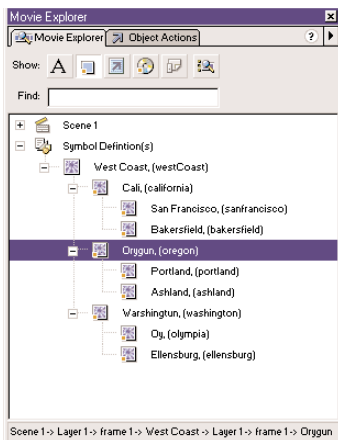 Movie Explorer
Movie Explorer Object Actions ?
Show: A
Find:
Scene 1
Symbol Defintion(s)
West Coast, (westCoast)
Cali, (california)
San Francisco, (sanfrancisco)
Bakersfield, (bakersfield)
Orygun, (oregon)
Portland, (portland)
Ashland, (ashland)
Warshingtun, (washington)
Oy, (olympia)
Ellensburg, (ellensburg)
Scene 1-> Layer 1-> frame 1-> West Coast -> Layer 1-> frame 1-> Orygun